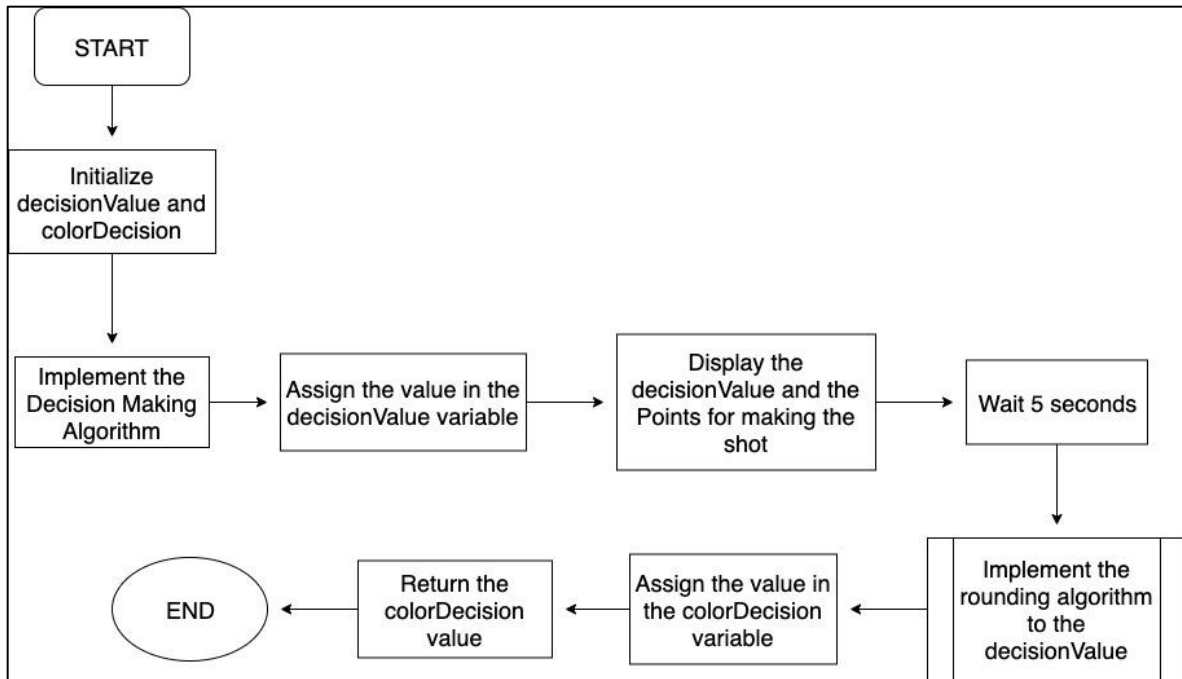 START
Initialize
decisionValue and
colorDecision
Implement the
Decision Making
Algorithm
Assign the value in the
decisionValue variable
Display the
decisionValue and the
Points for making the
shot
Wait 5 seconds
Implement the
rounding algorithm
to the
decisionValue
Assign the value in
the colorDecision
variable
Return the
colorDecision
value
END